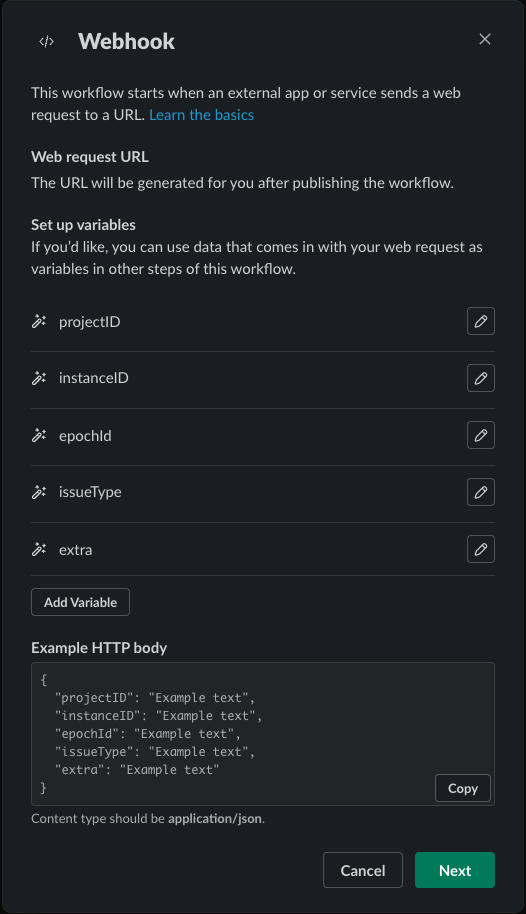 </> Webhook
This workflow starts when an external app or service sends a web
request to a URL. Learn the basics
Web request URL
The URL will be generated for you after publishing the workflow.
Set up variables
If you’d like, you can use data that comes in with your web request as
variables in other steps of this workflow.
projectID
instanceID
epochId
issueType
extra
Add Variable
Example HTTP body
{
"projectID": "Example text",
"instanceID": "Example text",
"epochId": "Example text",
"issueType": "Example text",
"extra": "Example text"
}
Copy
Content type should be application/json.
Cancel
Next